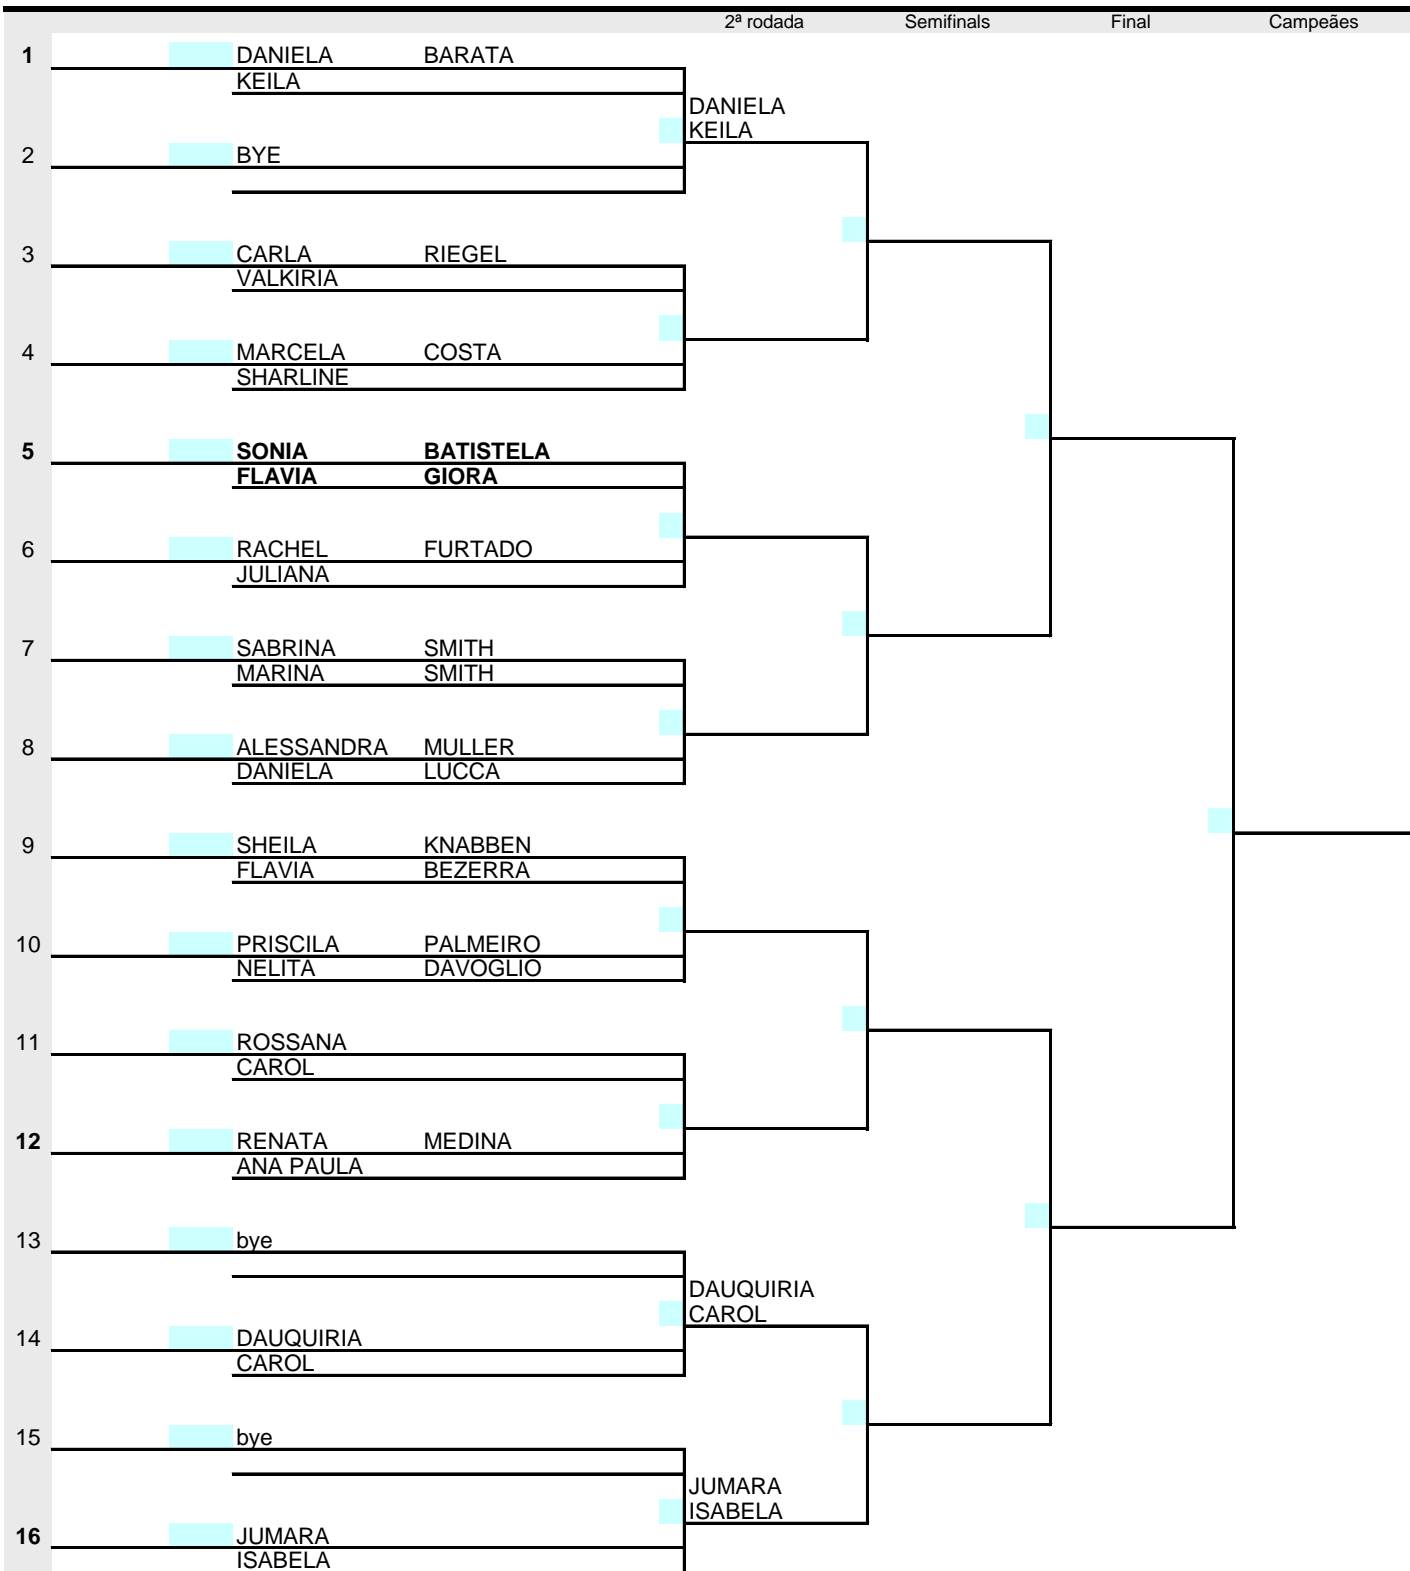 2ª rodada Semifinals Final Campeães
1 DANIELA BARATA
KEILA
DANIELA
KEILA
2 BYE
3 CARLA RIEGEL
VALKIRIA
4 MARCELA COSTA
SHARLINE
5 SONIA BATISTELA
FLAVIA GIORA
6 RACHEL FURTADO
JULIANA
7 SABRINA SMITH
MARINA SMITH
8 ALESSANDRA MULLER
DANIELA LUCCA
9 SHEILA KNABBEN
FLAVIA BEZERRA
10 PRISCILA PALMEIRO
NELITA DAVOGLIO
11 ROSSANA
CAROL
12 RENATA MEDINA
ANA PAULA
13 bye
DAUQUIRIA
CAROL
14 DAUQUIRIA
CAROL
15 bye
JUMARA
ISABELA
16 JUMARA
ISABELA